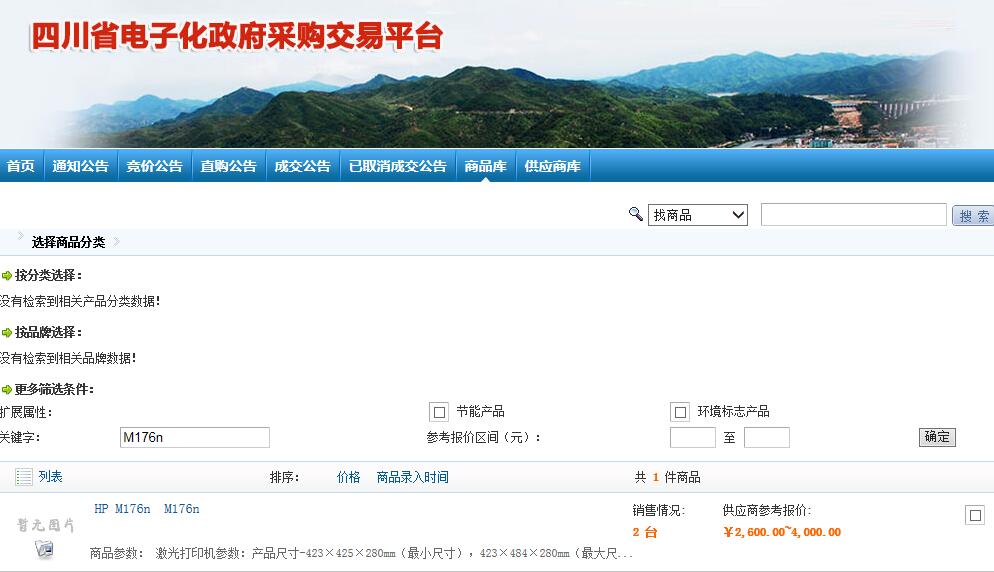 四川省电子化政府采购交易平台
首页 通知公告 竞价公告 直购公告 成交公告 已取消成交公告 商品库 供应商库
找商品 搜 索
选择商品分类
按分类选择：
没有检索到相关产品分类数据！
按品牌选择：
没有检索到相关品牌数据！
更多筛选条件：
扩展属性： 节能产品 环境标志产品
关键字： M176n 参考报价区间（元）： 至 确定
列表 排序： 价格 商品录入时间 共 1 件商品
HP M176n M176n 销售情况： 供应商参考报价：
暂无图片 2 台 ￥2,600.00~4,000.00
商品参数： 激光打印机参数：产品尺寸-423×425×280mm（最小尺寸），423×484×280mm（最大尺...